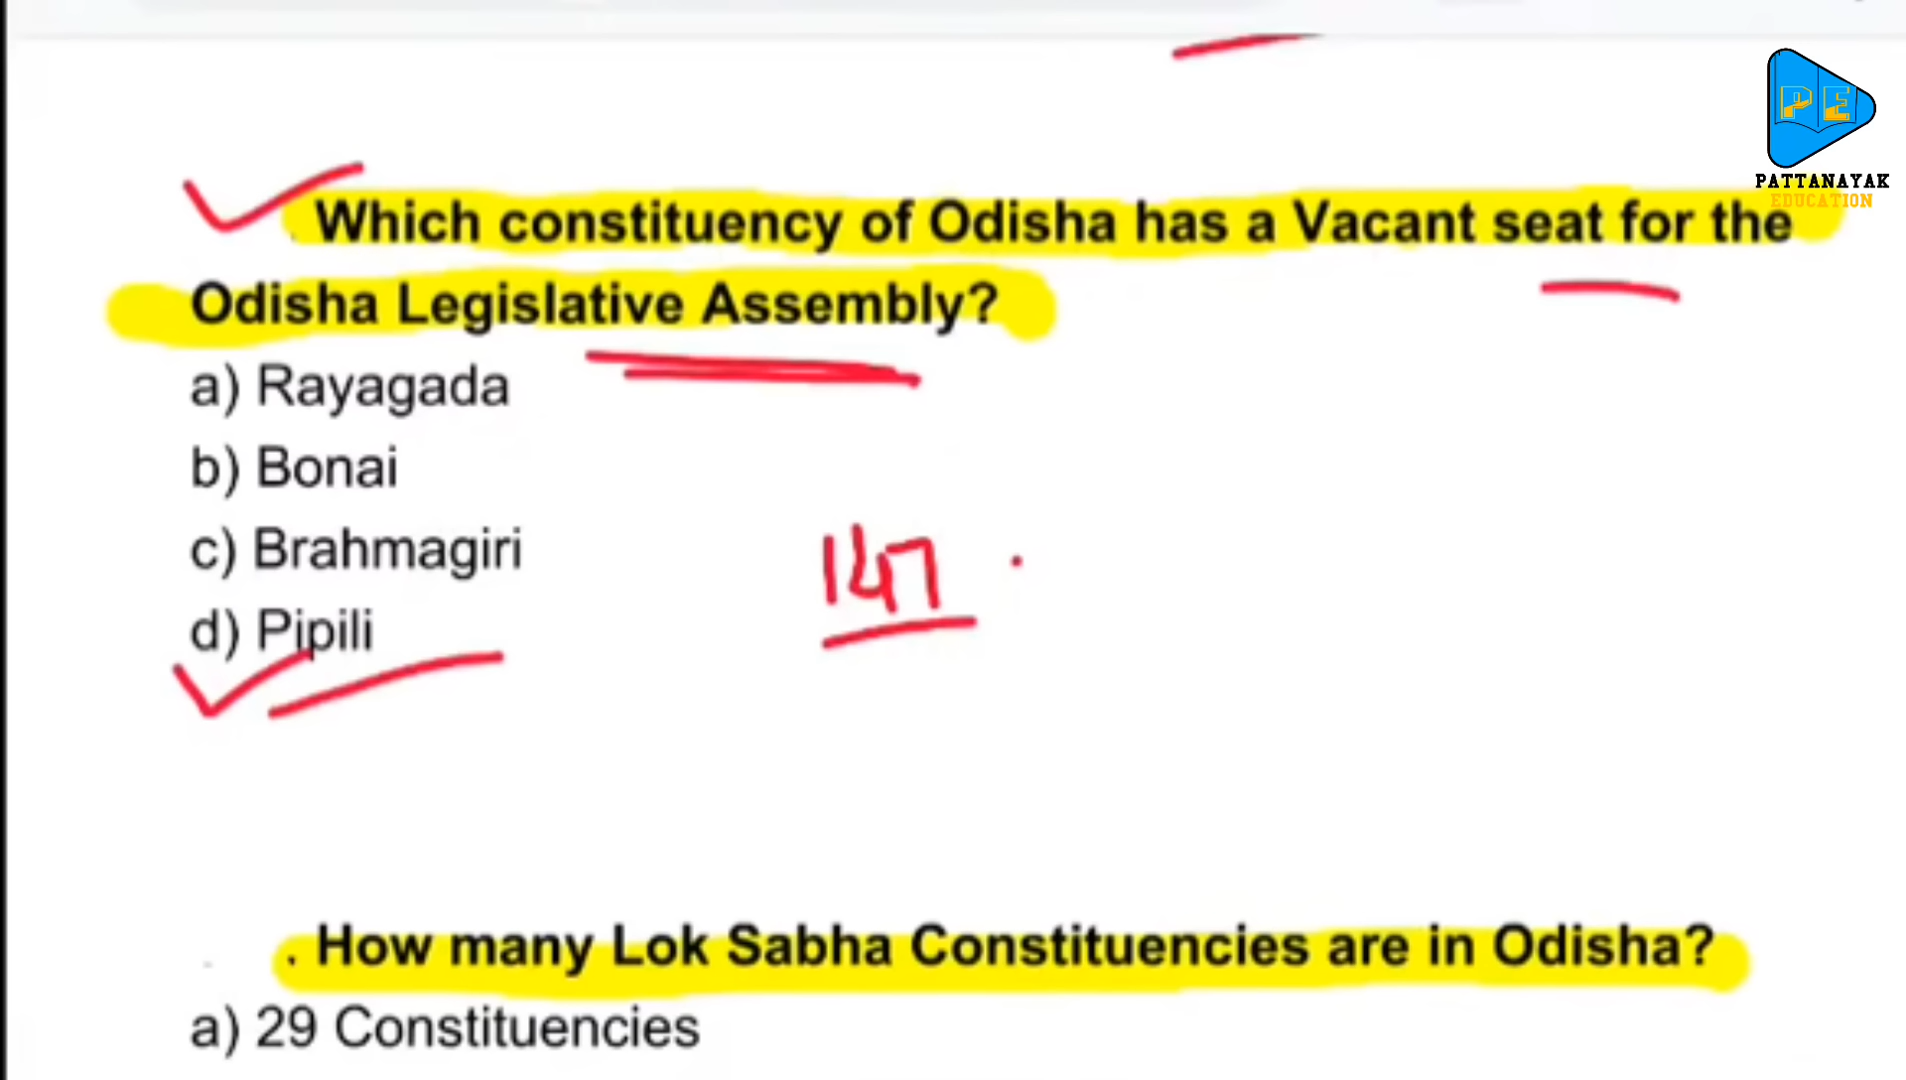 PE
PATTANAYAK
EDUCATION
Which constituency of Odisha has a Vacant seat for the
Odisha Legislative Assembly?
a) Rayagada
b) Bonai
c) Brahmagiri
147
d) Pipili
. How many Lok Sabha Constituencies are in Odisha?
a) 29 Constituencies